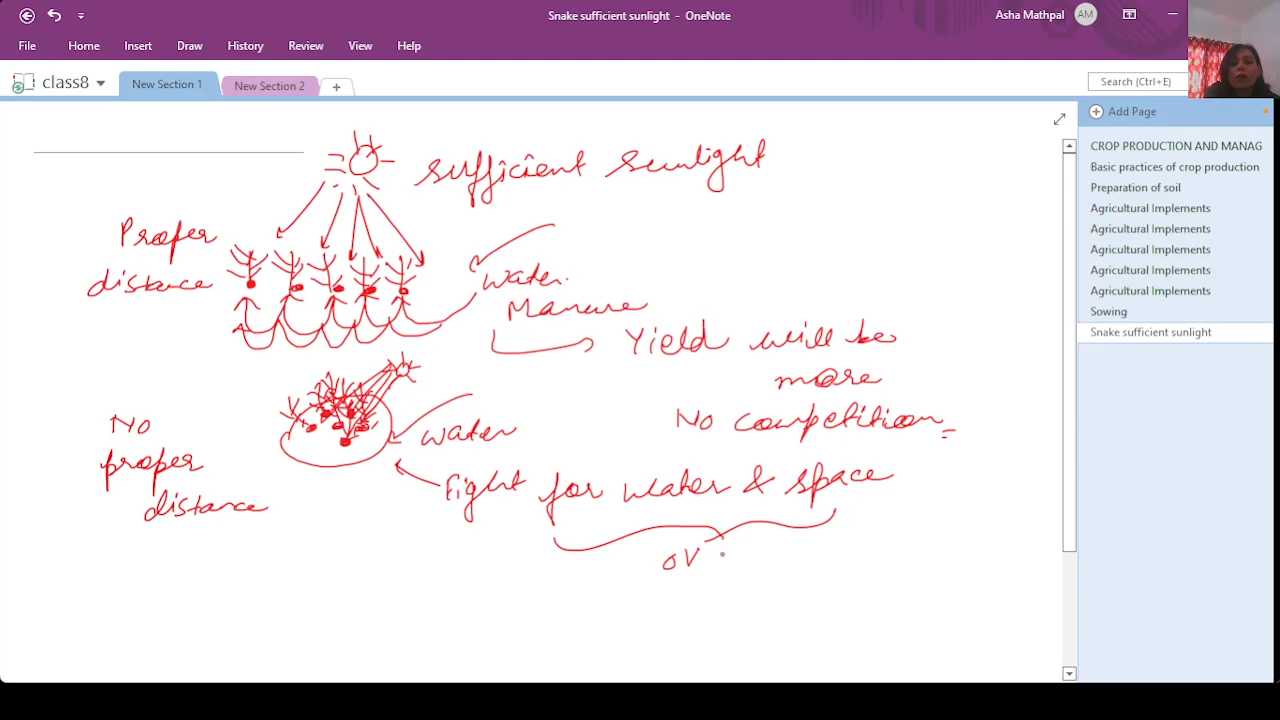 Snake sufficient sunlight - OneNote
Asha Mathpal AM
File Home Insert Draw History Review View Help
class8 New Section 1 New Section 2 +
Search (Ctrl+E)
Add Page
CROP PRODUCTION AND MANAG
Basic practices of crop production
Preparation of soil
Agricultural Implements
Agricultural Implements
Agricultural Implements
Agricultural Implements
Agricultural Implements
Sowing
Snake sufficient sunlight
sufficient sunlight
Proper
distance
water.
Manure
Yield will be
more
No competition
No
proper
distance
water
Fight for water & space
ov